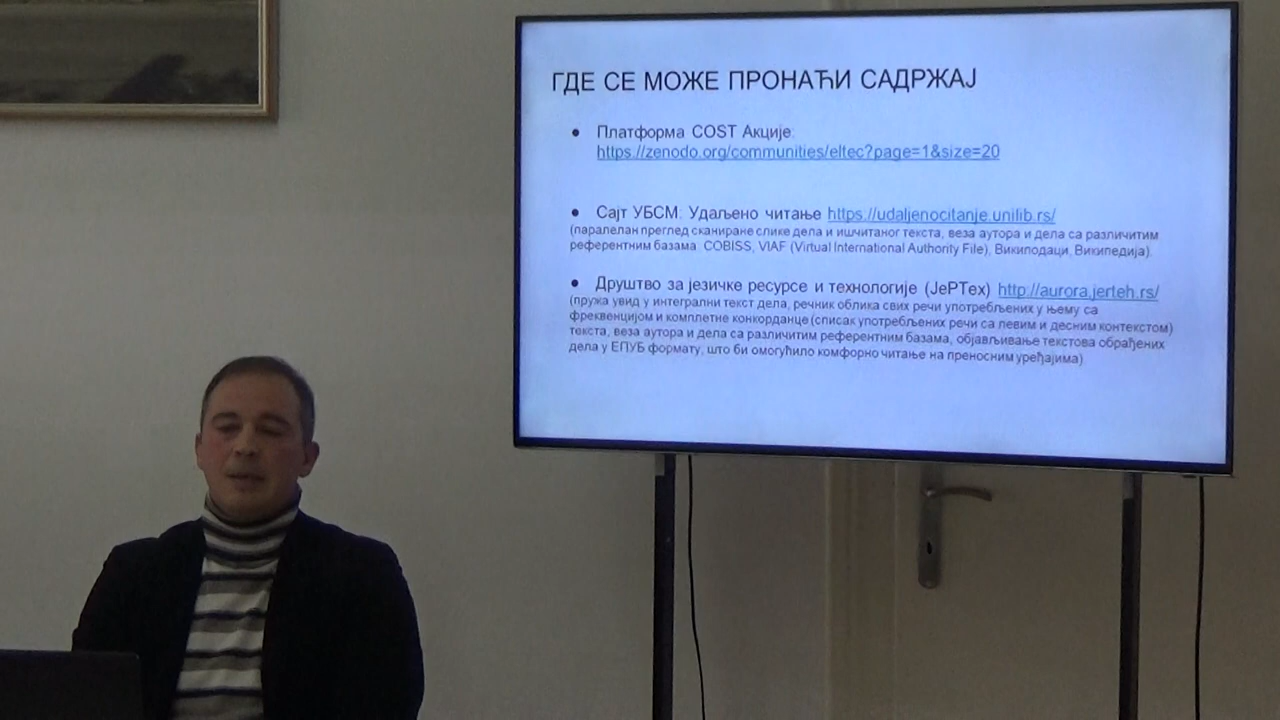 ГДЕ СЕ МОЖЕ ПРОНАЋИ САДРЖАЈ
● Платформа COST Акције:
https://zenodo.org/communities/eltec?page=1&size=20
● Сајт УБСМ: Удаљено читање https://udaljenocitanje.unilib.rs/
(паралелан преглед сканиране слике дела и ишчитаног текста, веза аутора и дела са различитим
референтним базама: COBISS, VIAF (Virtual International Authority File), Википодаци, Википедија).
● Друштво за језичке ресурсе и технологије (ЈеРТех) http://aurora.jerteh.rs/
(пружа увид у интегрални текст дела, речник облика свих речи употребљених у њему са
фреквенцијом и комплетне конкорданце (списак употребљених речи са левим и десним контекстом)
текста, веза аутора и дела са различитим референтним базама, објављивање текстова обрађених
дела у ЕПУБ формату, што би омогућило комфорно читање на преносним уређајима).